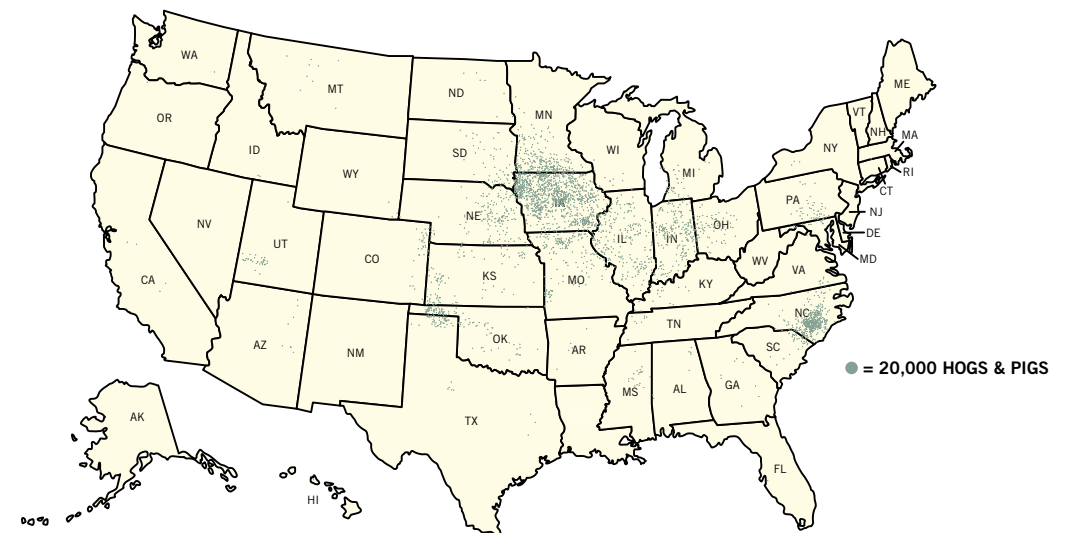 WA
MT
ND
MN
ME
VT
NH
MA
OR
ID
SD
WI
MI
NY
RI
CT
WY
NE
IA
PA
NJ
NV
UT
CO
IL
IN
OH
DE
MD
CA
KS
MO
WV
VA
KY
AZ
NM
OK
AR
TN
NC
SC
MS
AL
GA
= 20,000 HOGS & PIGS
AK
TX
HI
FL